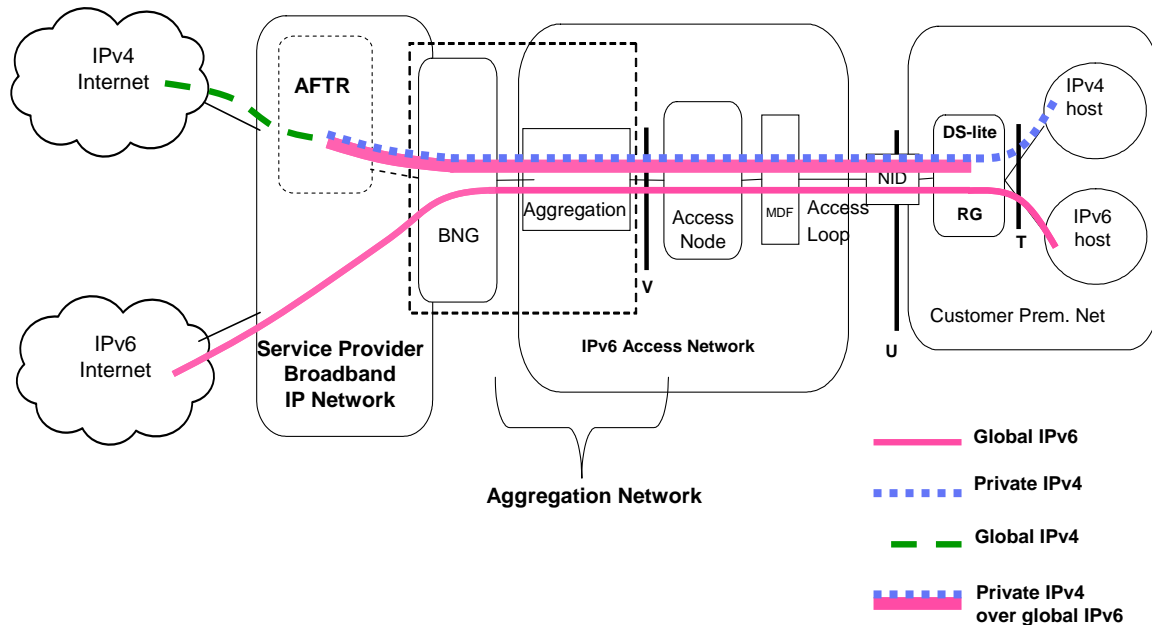 IPv4
Internet
AFTR
BNG
Aggregation
V
Access
Node
MDF
Access
Loop
NID
U
DS-lite
RG
T
IPv4
host
IPv6
host
Customer Prem. Net
IPv6
Internet
Service Provider
Broadband
IP Network
IPv6 Access Network
Aggregation Network
Global IPv6
Private IPv4
Global IPv4
Private IPv4
over global IPv6